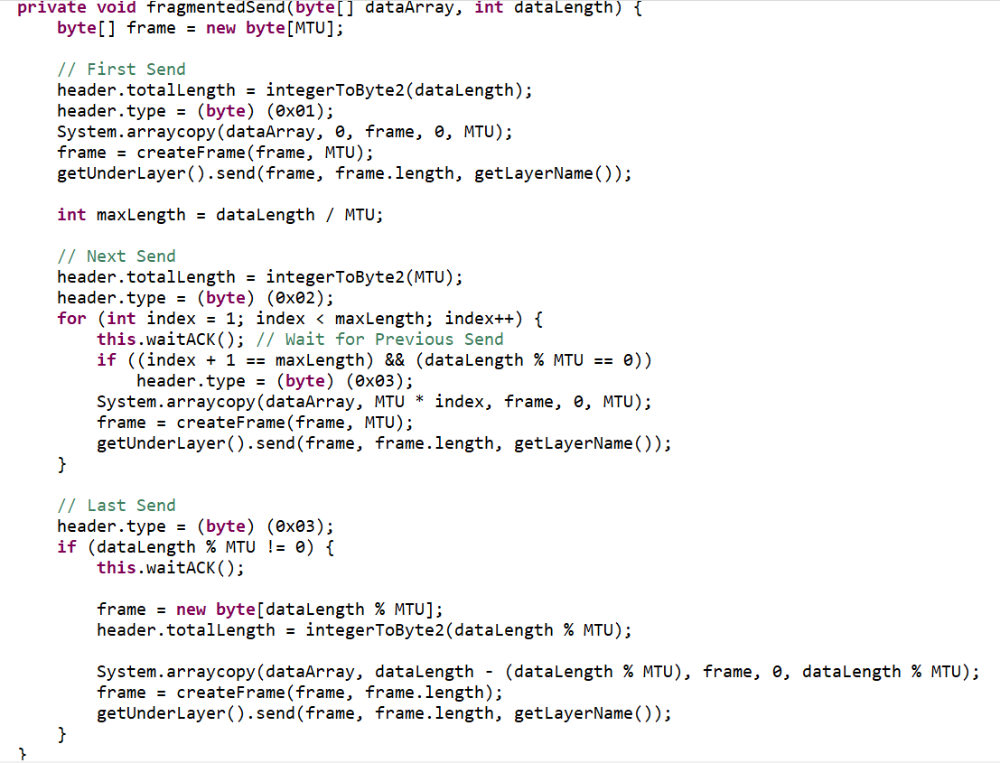 private void fragmentedSend(byte[] dataArray, int dataLength) {
    byte[] frame = new byte[MTU];

    // First Send
    header.totalLength = integerToByte2(dataLength);
    header.type = (byte) (0x01);
    System.arraycopy(dataArray, 0, frame, 0, MTU);
    frame = createFrame(frame, MTU);
    getUnderLayer().send(frame, frame.length, getLayerName());

    int maxLength = dataLength / MTU;

    // Next Send
    header.totalLength = integerToByte2(MTU);
    header.type = (byte) (0x02);
    for (int index = 1; index < maxLength; index++) {
        this.waitACK(); // Wait for Previous Send
        if ((index + 1 == maxLength) && (dataLength % MTU == 0))
            header.type = (byte) (0x03);
        System.arraycopy(dataArray, MTU * index, frame, 0, MTU);
        frame = createFrame(frame, MTU);
        getUnderLayer().send(frame, frame.length, getLayerName());
    }

    // Last Send
    header.type = (byte) (0x03);
    if (dataLength % MTU != 0) {
        this.waitACK();

        frame = new byte[dataLength % MTU];
        header.totalLength = integerToByte2(dataLength % MTU);

        System.arraycopy(dataArray, dataLength - (dataLength % MTU), frame, 0, dataLength % MTU);
        frame = createFrame(frame, frame.length);
        getUnderLayer().send(frame, frame.length, getLayerName());
    }
}